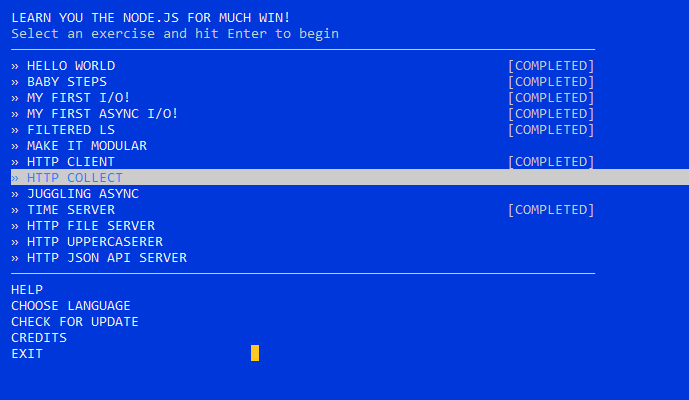 LEARN YOU THE NODE.JS FOR MUCH WIN!
Select an exercise and hit Enter to begin
» HELLO WORLD [COMPLETED]
» BABY STEPS [COMPLETED]
» MY FIRST I/O! [COMPLETED]
» MY FIRST ASYNC I/O! [COMPLETED]
» FILTERED LS [COMPLETED]
» MAKE IT MODULAR
» HTTP CLIENT [COMPLETED]
» HTTP COLLECT
» JUGGLING ASYNC
» TIME SERVER [COMPLETED]
» HTTP FILE SERVER
» HTTP UPPERCASERER
» HTTP JSON API SERVER
HELP
CHOOSE LANGUAGE
CHECK FOR UPDATE
CREDITS
EXIT